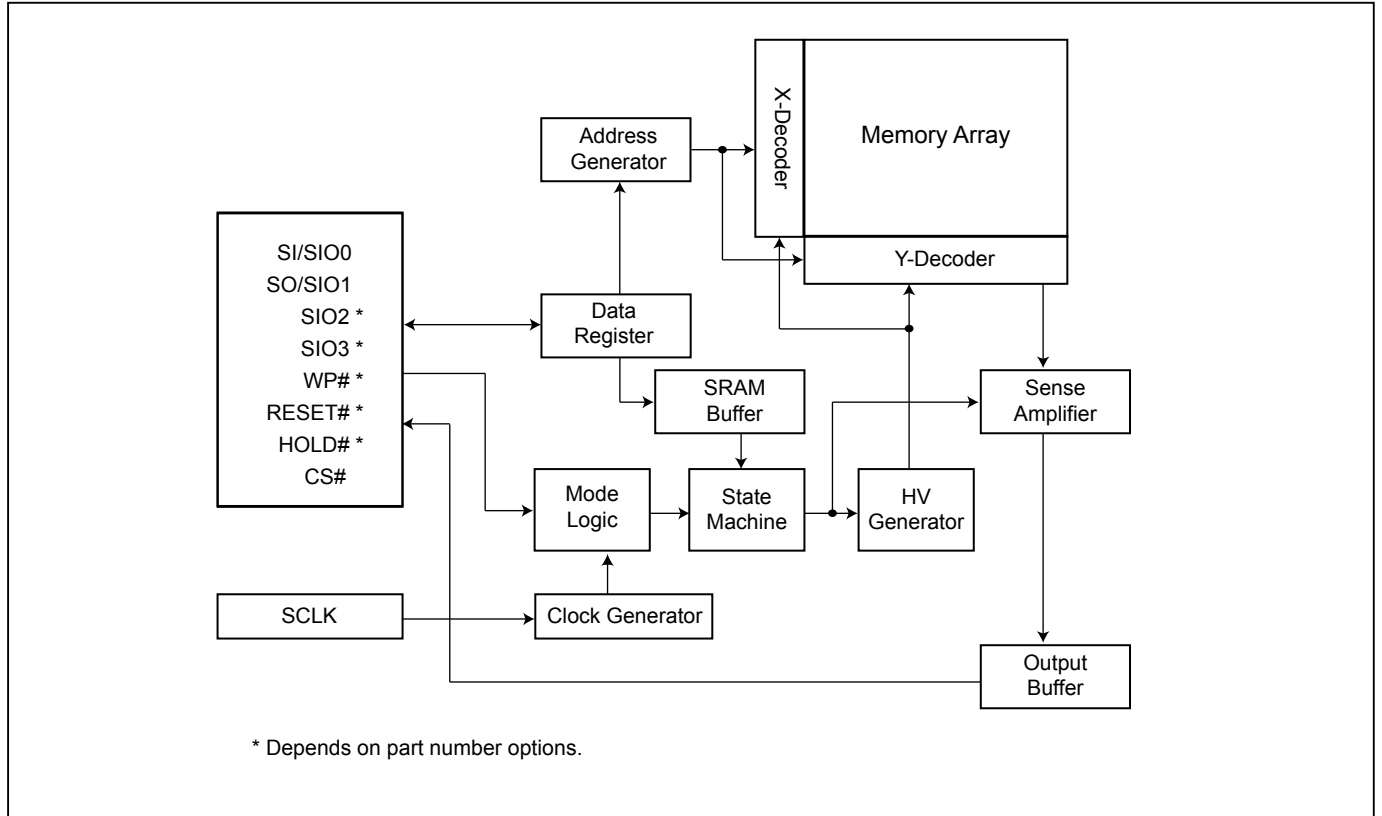 X-Decoder
Memory Array
Address
Generator
Y-Decoder
SI/SIO0
SO/SIO1
SIO2 *
SIO3 *
WP# *
RESET# *
HOLD# *
CS#
Data
Register
SRAM
Buffer
Sense
Amplifier
Mode
Logic
State
Machine
HV
Generator
SCLK
Clock Generator
Output
Buffer
* Depends on part number options.